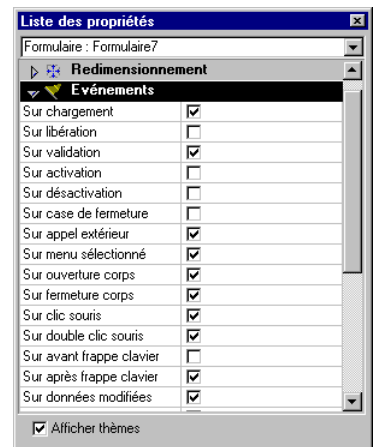 Liste des propriétés
Formulaire : Formulaire7
Redimensionnement
Evénements
Sur chargement
Sur libération
Sur validation
Sur activation
Sur désactivation
Sur case de fermeture
Sur appel extérieur
Sur menu sélectionné
Sur ouverture corps
Sur fermeture corps
Sur clic souris
Sur double clic souris
Sur avant frappe clavier
Sur après frappe clavier
Sur données modifiées
Afficher thèmes